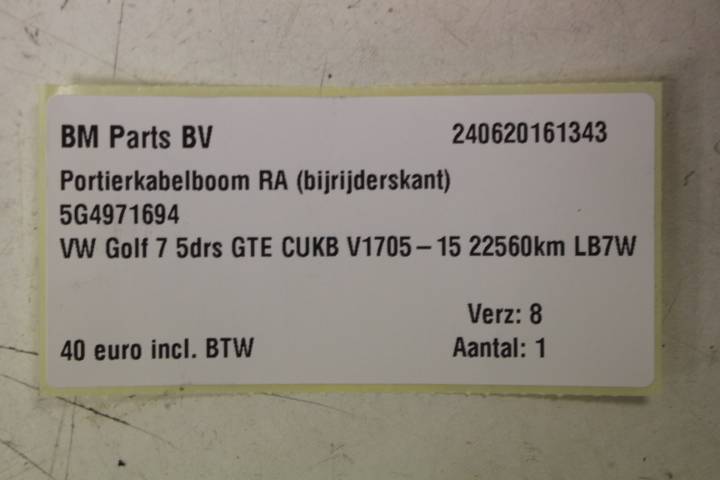 BM Parts BV 240620161343
Portierkabelboom RA (bijrijderskant)
5G4971694
VW Golf 7 5drs GTE CUKB V1705 – 15 22560km LB7W
Verz: 8
40 euro incl. BTW Aantal: 1